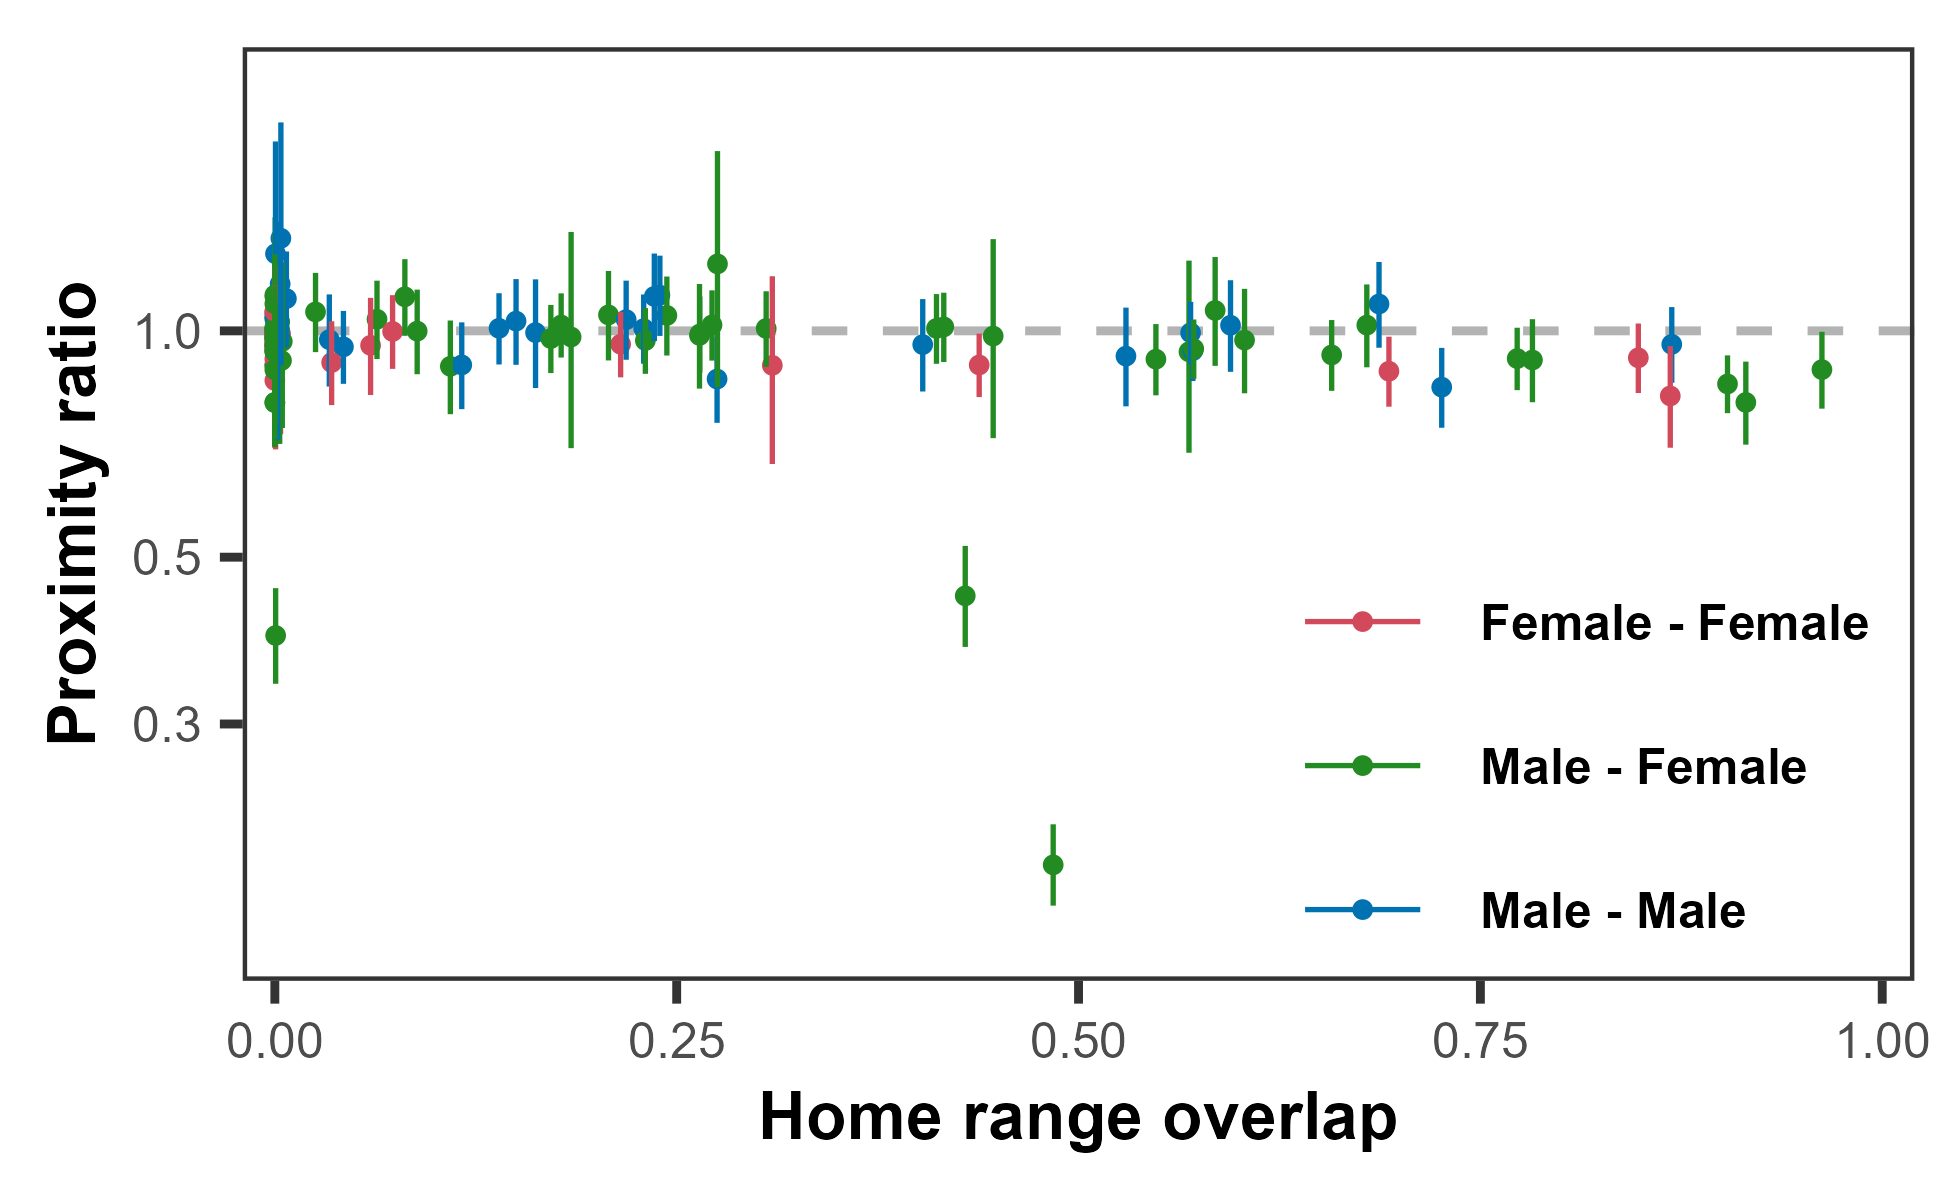 Proximity ratio
1.0
0.5
0.3
Female - Female
Male - Female
Male - Male
0.00 0.25 0.50 0.75 1.00
Home range overlap